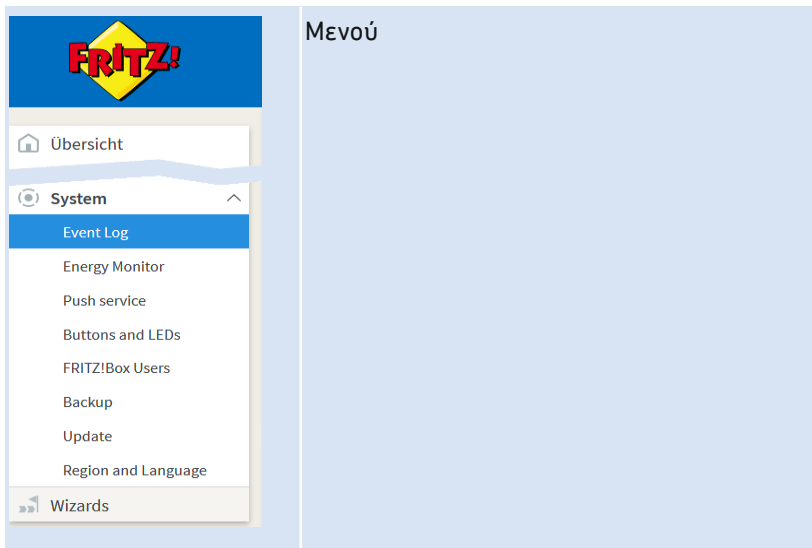 FRITZ!
Μενού
Übersicht
System
Event Log
Energy Monitor
Push service
Buttons and LEDs
FRITZ!Box Users
Backup
Update
Region and Language
Wizards